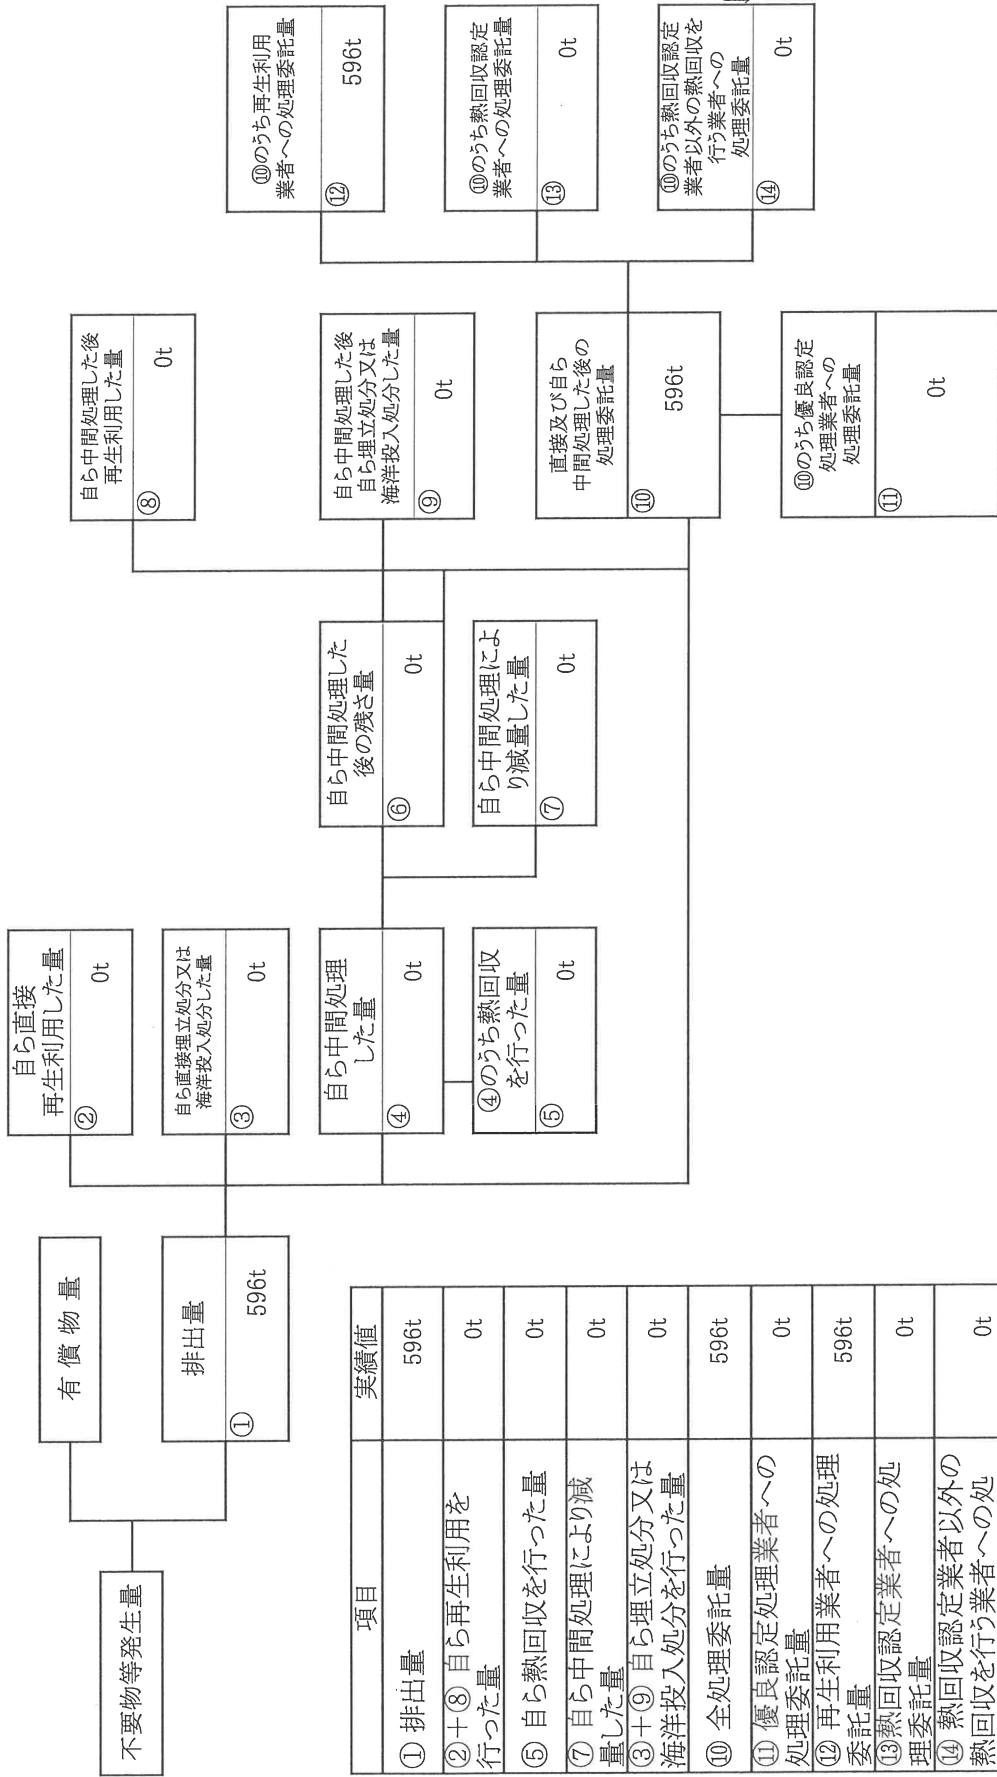 不要物等発生量
有償物量
排出量
①
596t
自ら直接
再生利用した量
②
0t
自ら直接埋立処分又は
海洋投入処分した量
③
0t
自ら中間処理
した量
④
0t
④のうち熱回収
を行った量
⑤
0t
自ら中間処理した
後の残さ量
⑥
0t
自ら中間処理によ
り減量した量
⑦
0t
自ら中間処理した後
再生利用した量
⑧
0t
自ら中間処理した後
自ら埋立処分又は
海洋投入処分した量
⑨
0t
直接及び自ら
中間処理した後の
処理委託量
⑩
596t
⑩のうち優良認定
処理業者への
処理委託量
⑪
0t
⑩のうち再生利用
業者への処理委託量
⑫
596t
⑩のうち熱回収認定
業者への処理委託量
⑬
0t
⑩のうち熱回収認定
業者以外の熱回収を
行う業者への
処理委託量
⑭
0t
項目
実績値
① 排出量
596t
②+⑧ 自ら再生利用を
行った量
0t
⑤ 自ら熱回収を行った量
0t
⑦ 自ら中間処理により減
量した量
0t
③+⑨ 自ら埋立処分又は
海洋投入処分を行った量
0t
⑩ 全処理委託量
596t
⑪ 優良認定処理業者への
処理委託量
0t
⑫ 再生利用業者への処理
委託量
596t
⑬熱回収認定業者への処
理委託量
0t
⑭ 熱回収認定業者以外の
熱回収を行う業者への処
0t